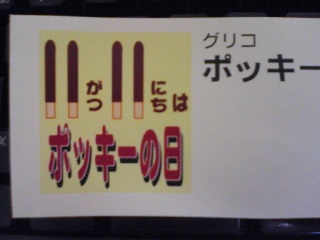 がつ にちは
ポッキーの日
グリコ
ポッキー